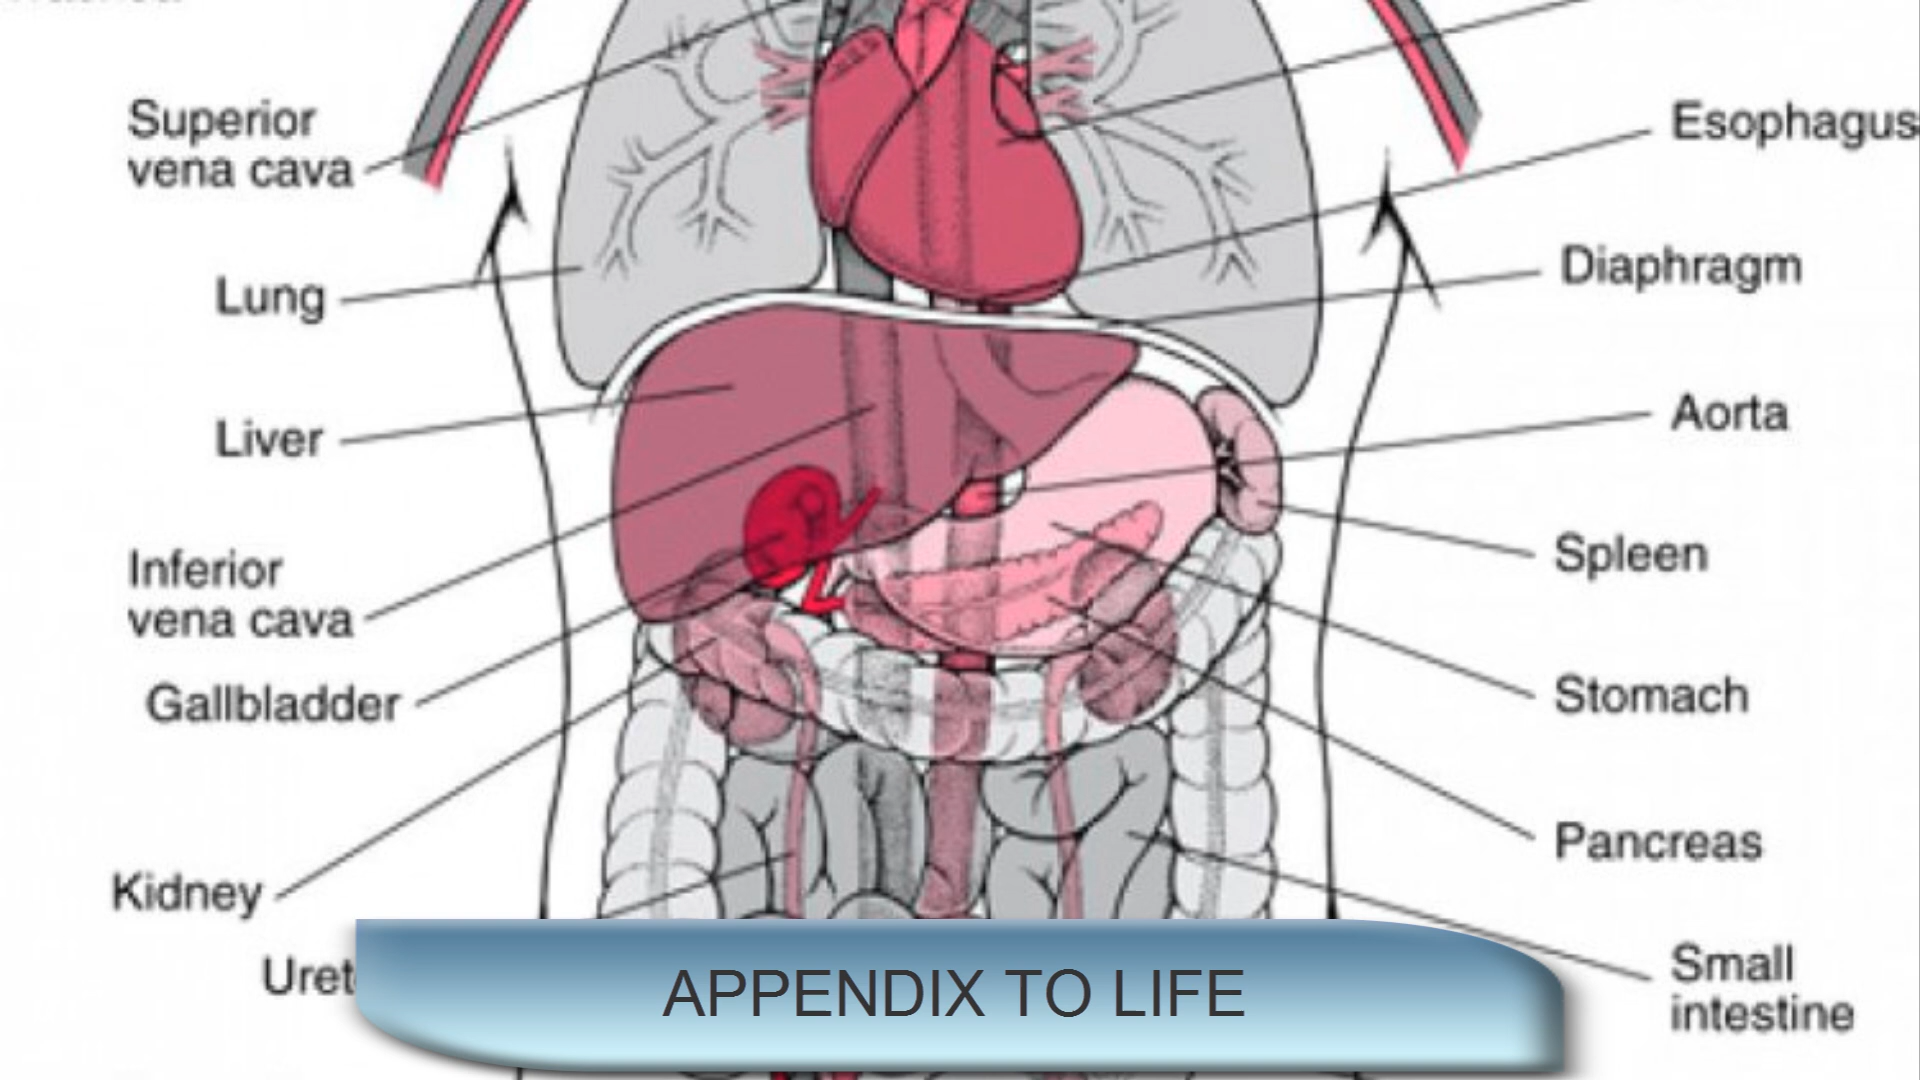 Superior
vena cava
Lung
Liver
Inferior
vena cava
Gallbladder
Kidney
Esophagus
Diaphragm
Aorta
Spleen
Stomach
Pancreas
Small
intestine
APPENDIX TO LIFE